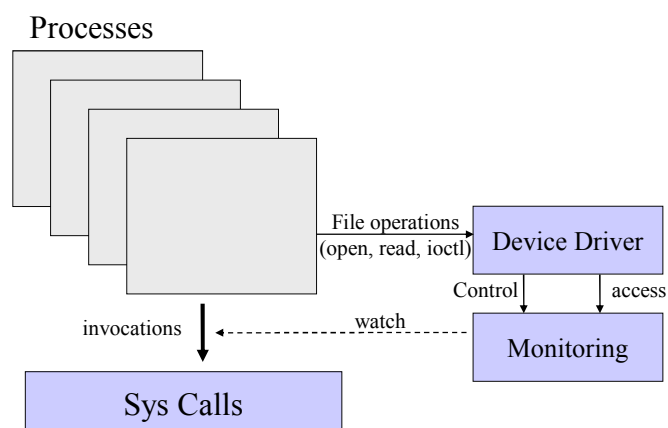 Processes
File operations
(open, read, ioctl)
Device Driver
Control
access
invocations
watch
Monitoring
Sys Calls